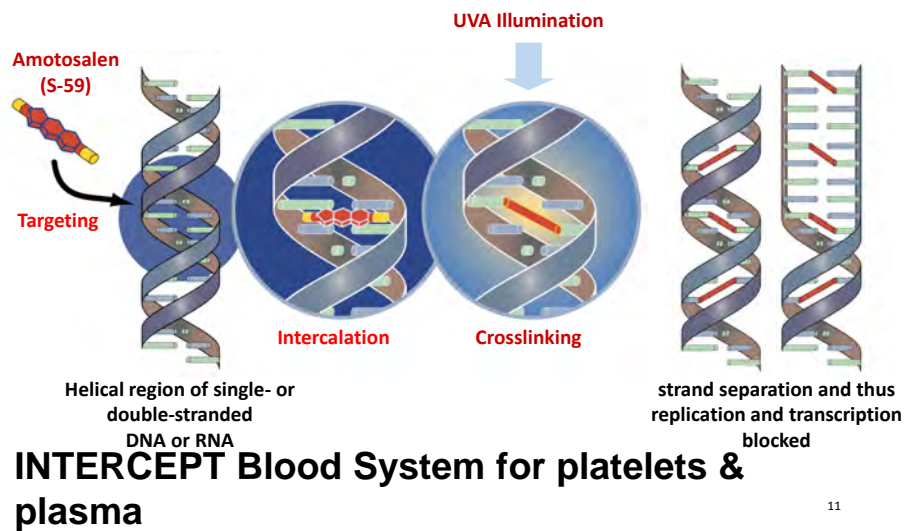 UVA Illumination
Amotosalen
(S-59)
Targeting
Intercalation
Crosslinking
Helical region of single- or
double-stranded
DNA or RNA
strand separation and thus
replication and transcription
blocked
INTERCEPT Blood System for platelets &
plasma
11